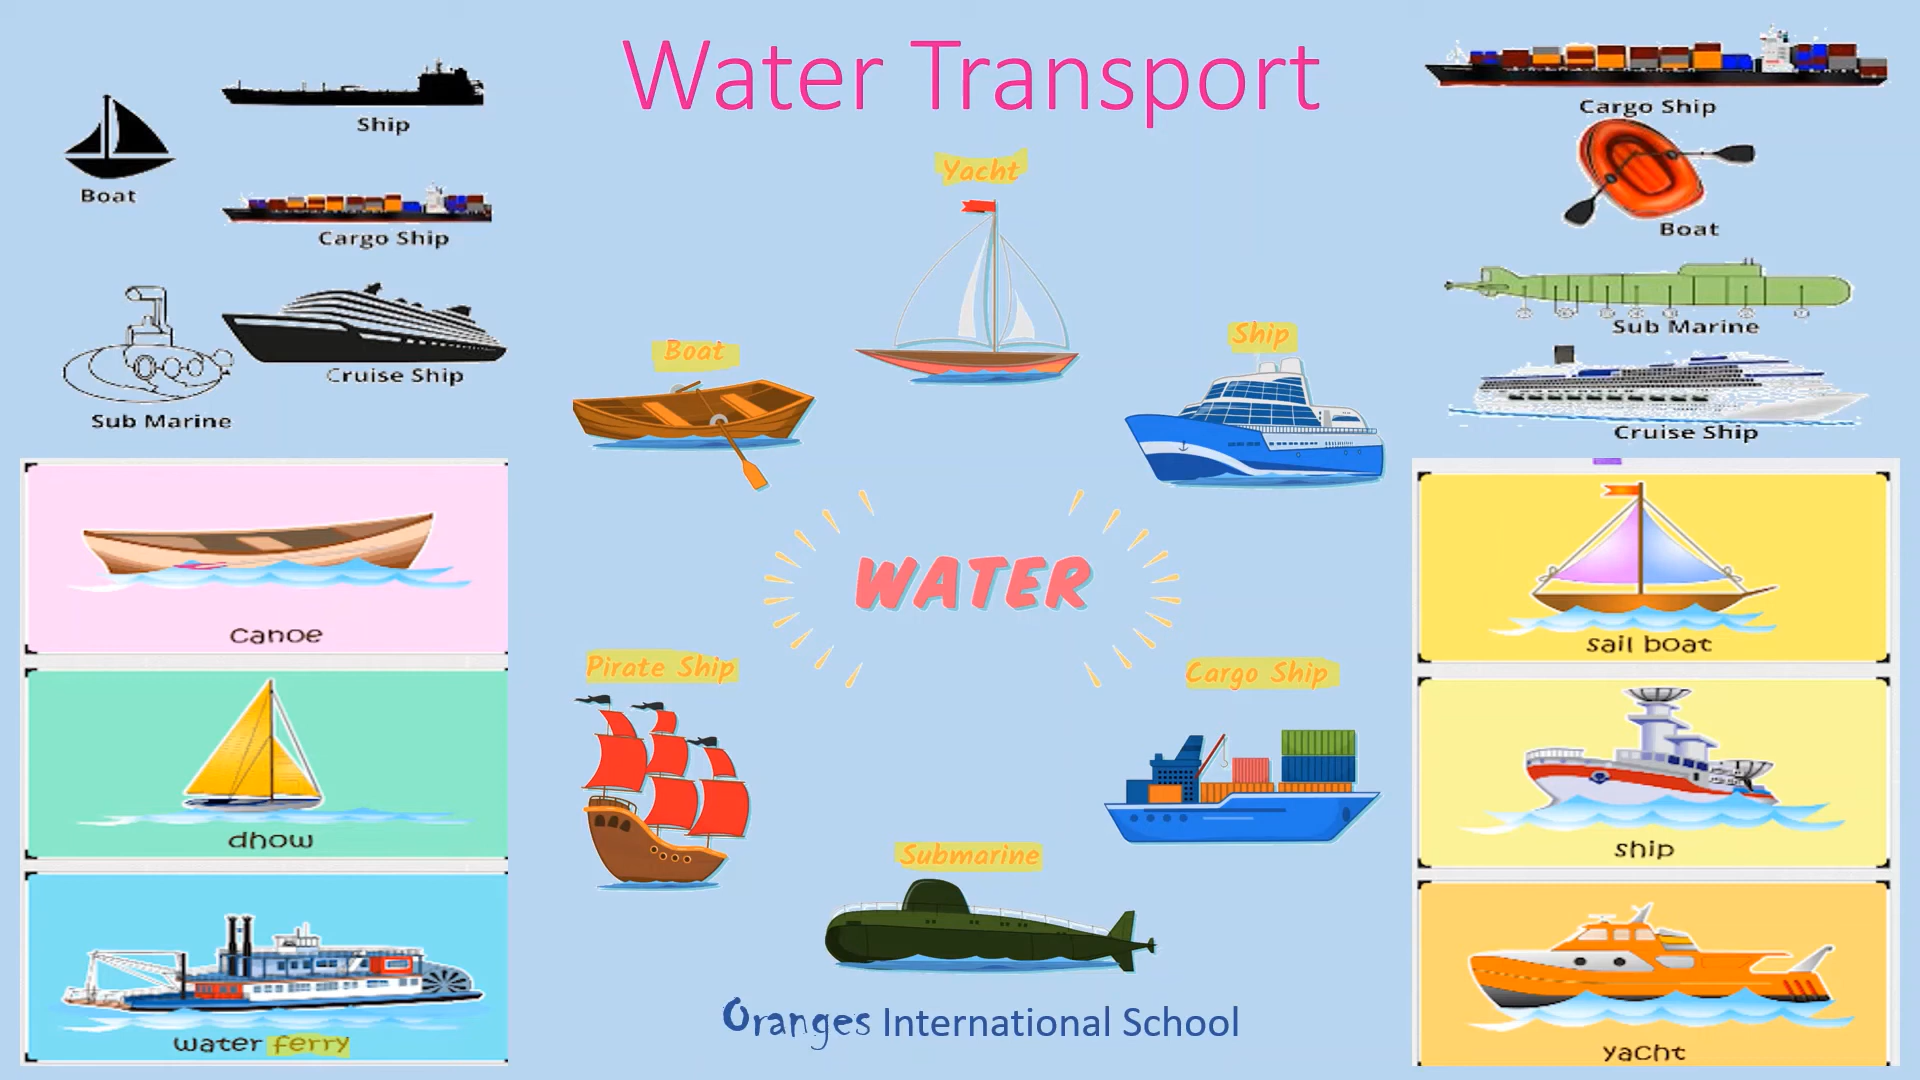 Water Transport
Ship
Boat
Cargo Ship
Cruise Ship
Sub Marine
Yacht
Boat
Ship
WATER
Pirate Ship
Cargo Ship
Submarine
Cargo Ship
Boat
Sub Marine
Cruise Ship
canoe
dhow
water ferry
sail boat
ship
yacht
Oranges International School